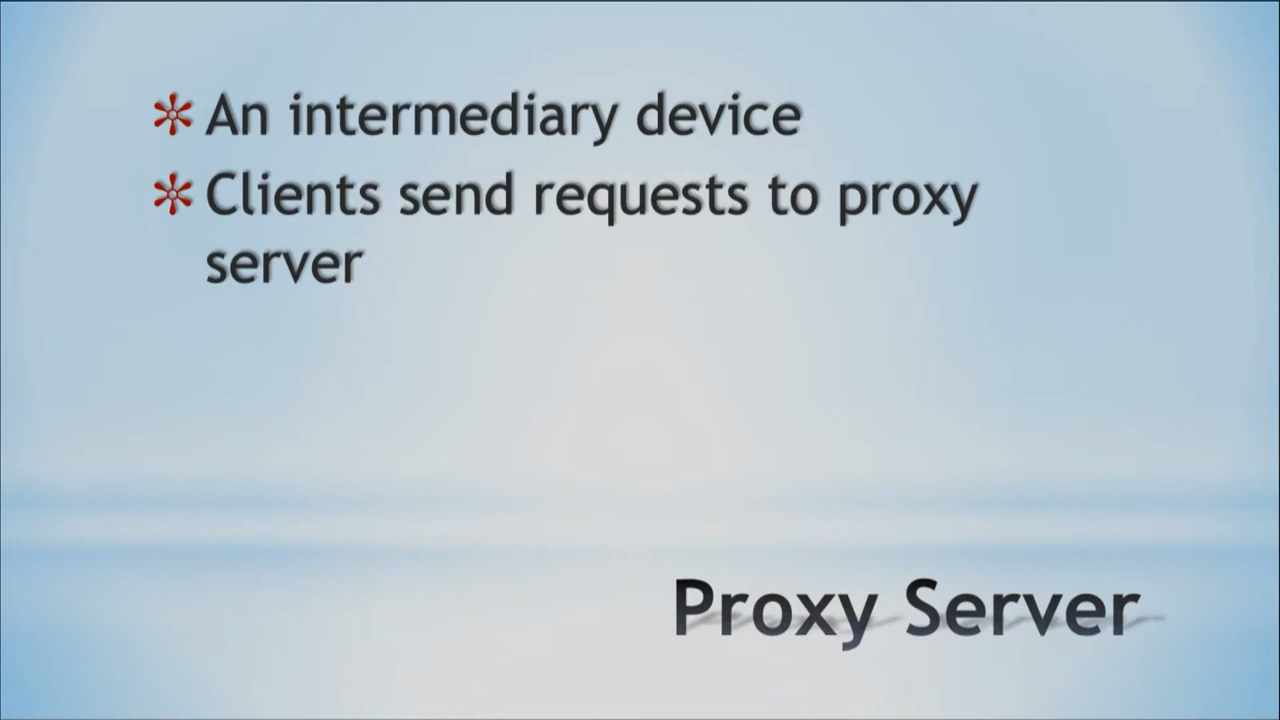 An intermediary device
Clients send requests to proxy
server
Proxy Server